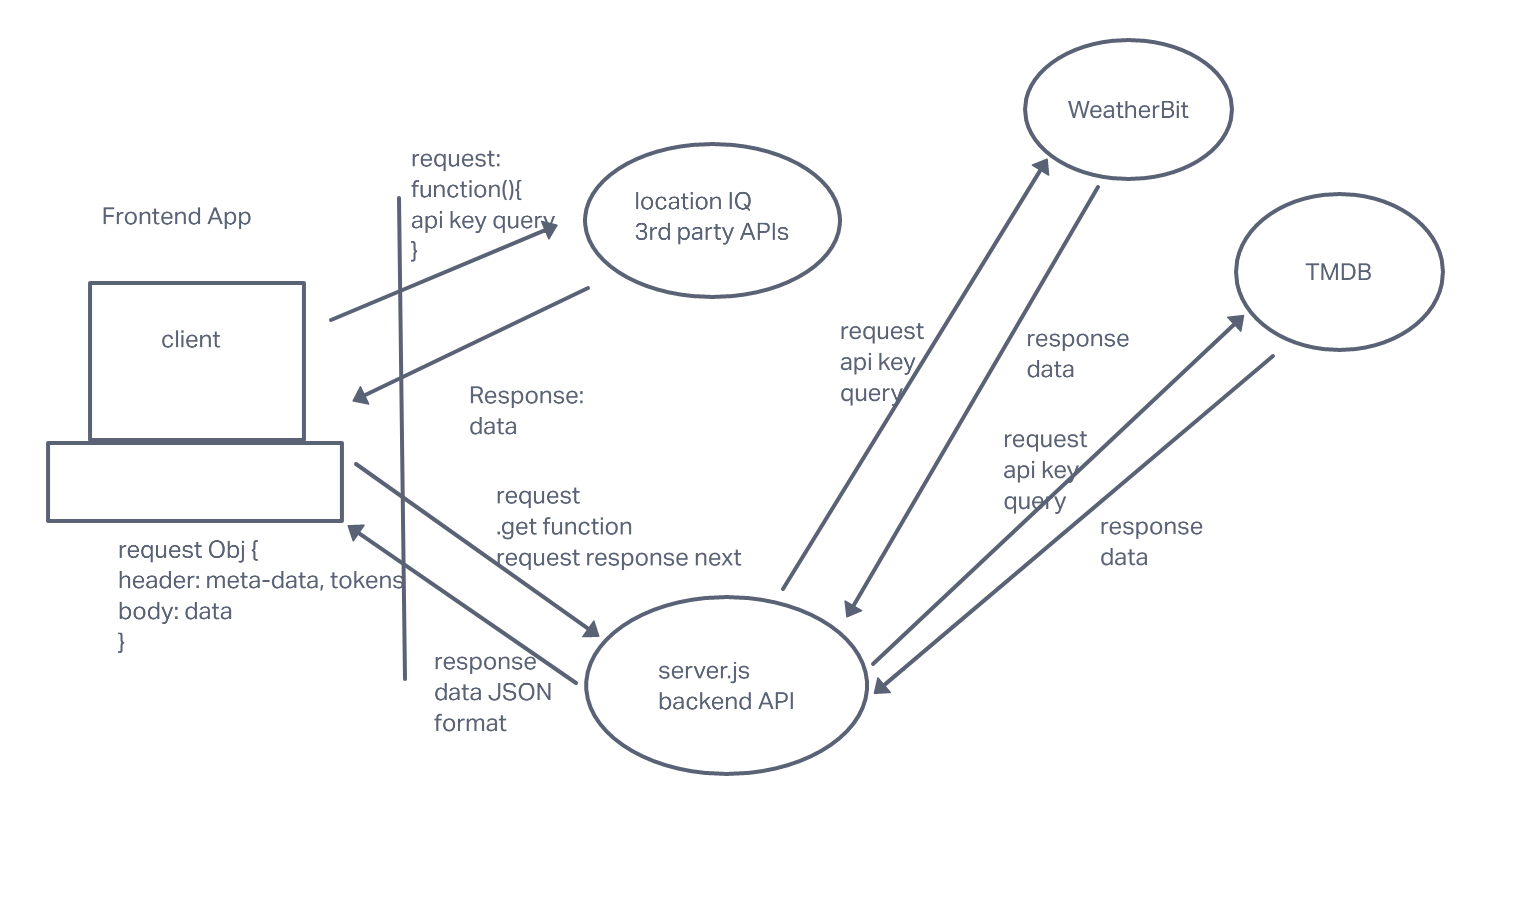 WeatherBit
request:
function(){
api key query
}
location IQ
3rd party APIs
Frontend App
TMDB
client
request
api key
query
response
data
Response:
data
request
api key
query
request
.get function
request response next
response
data
request Obj {
header: meta-data, tokens
body: data
}
response
data JSON
format
server.js
backend API